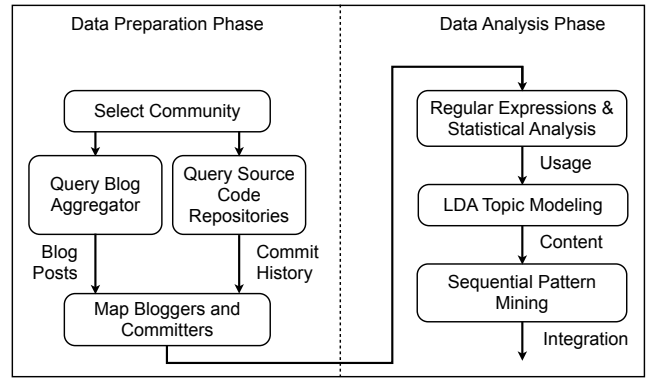 Data Preparation Phase
Select Community
Query Blog
Aggregator
Query Source
Code
Repositories
Blog
Posts
Commit
History
Map Bloggers and
Committers
Data Analysis Phase
Regular Expressions &
Statistical Analysis
Usage
LDA Topic Modeling
Content
Sequential Pattern
Mining
Integration